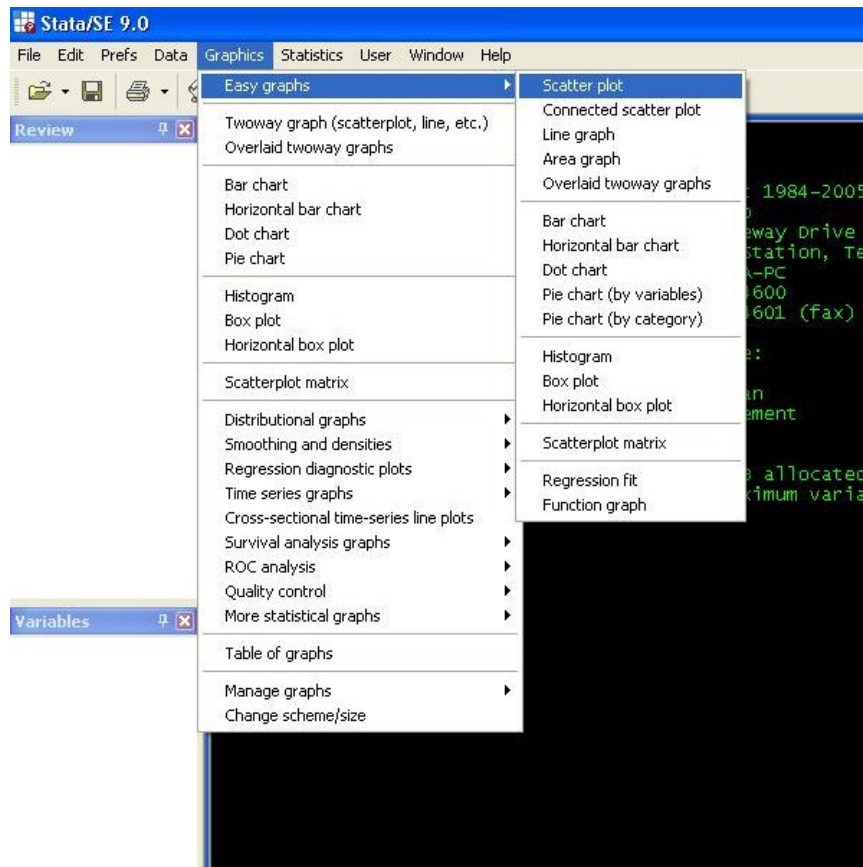 Stata/SE 9.0
File Edit Prefs Data Graphics Statistics User Window Help
Review
Variables
Easy graphs
Twoway graph (scatterplot, line, etc.)
Overlaid twoway graphs
Bar chart
Horizontal bar chart
Dot chart
Pie chart
Histogram
Box plot
Horizontal box plot
Scatterplot matrix
Distributional graphs
Smoothing and densities
Regression diagnostic plots
Time series graphs
Cross-sectional time-series line plots
Survival analysis graphs
ROC analysis
Quality control
More statistical graphs
Table of graphs
Manage graphs
Change scheme/size
Scatter plot
Connected scatter plot
Line graph
Area graph
Overlaid twoway graphs
Bar chart
Horizontal bar chart
Dot chart
Pie chart (by variables)
Pie chart (by category)
Histogram
Box plot
Horizontal box plot
Scatterplot matrix
Regression fit
Function graph
1984-2005
eway Drive
tation, Te
-PC
600
601 (fax)
e:
an
ement
allocated
ximum varia